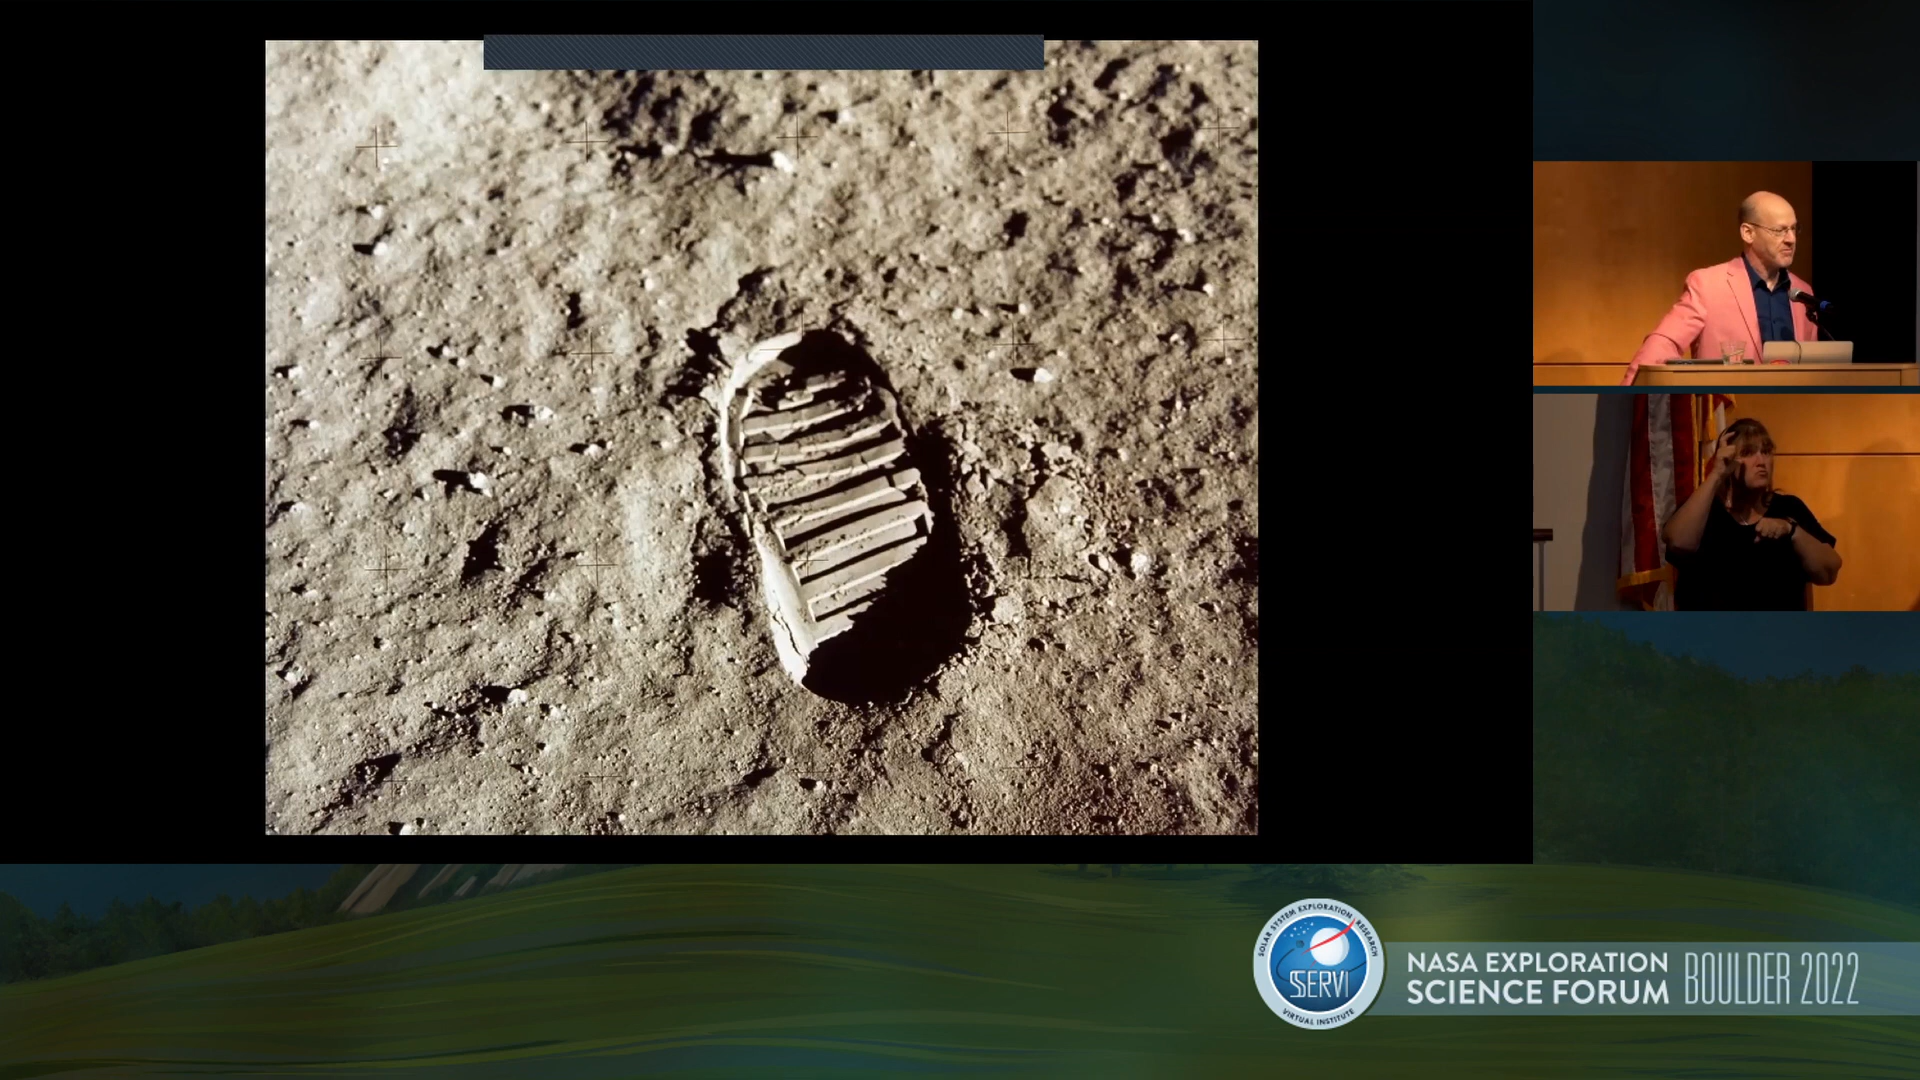 SOLAR SYSTEM EXPLORATION RESEARCH
SSERVI
VIRTUAL INSTITUTE
NASA EXPLORATION
SCIENCE FORUM
BOULDER 2022